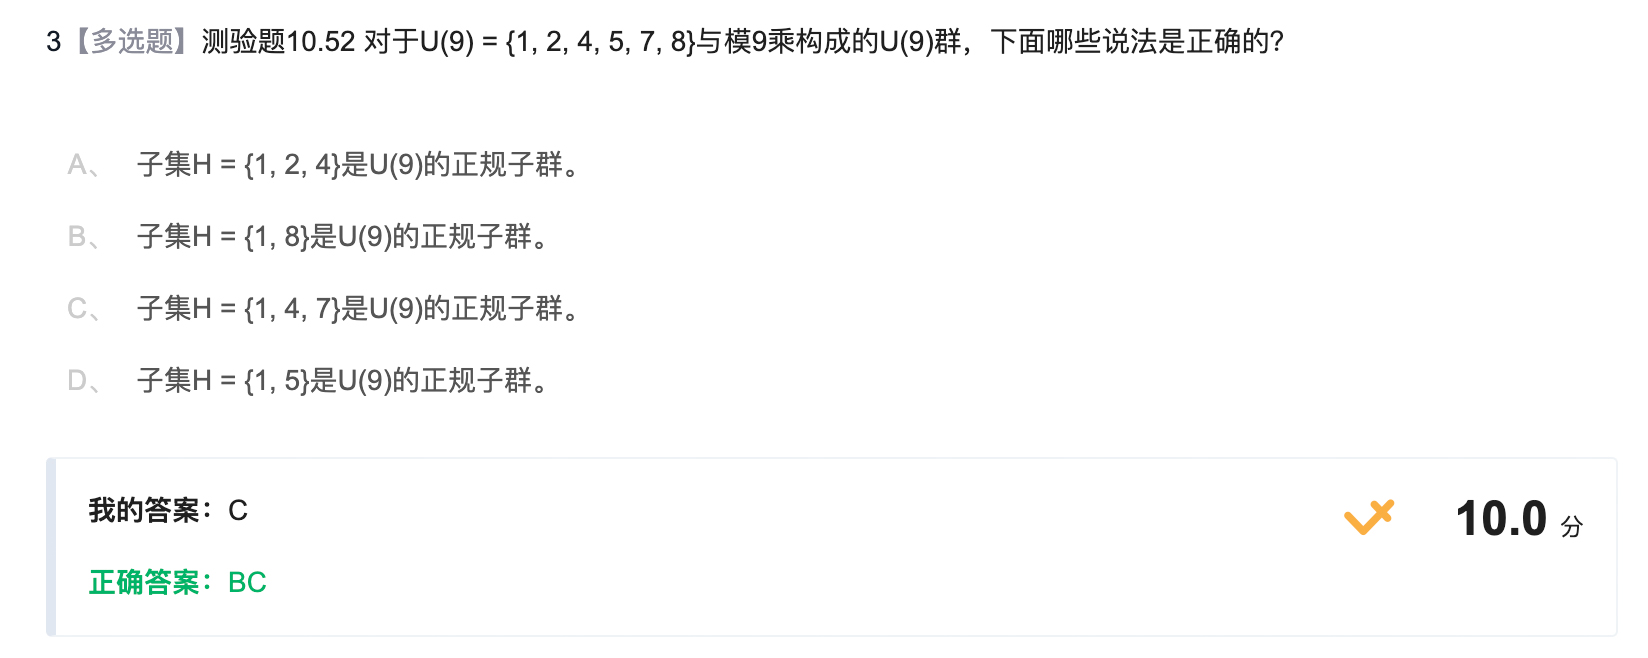 3【多选题】测验题10.52 对于U(9) = {1, 2, 4, 5, 7, 8}与模9乘构成的U(9)群，下面哪些说法是正确的?
A、 子集H = {1, 2, 4}是U(9)的正规子群。
B、 子集H = {1, 8}是U(9)的正规子群。
C、 子集H = {1, 4, 7}是U(9)的正规子群。
D、 子集H = {1, 5}是U(9)的正规子群。
我的答案：C
10.0 分
正确答案：BC